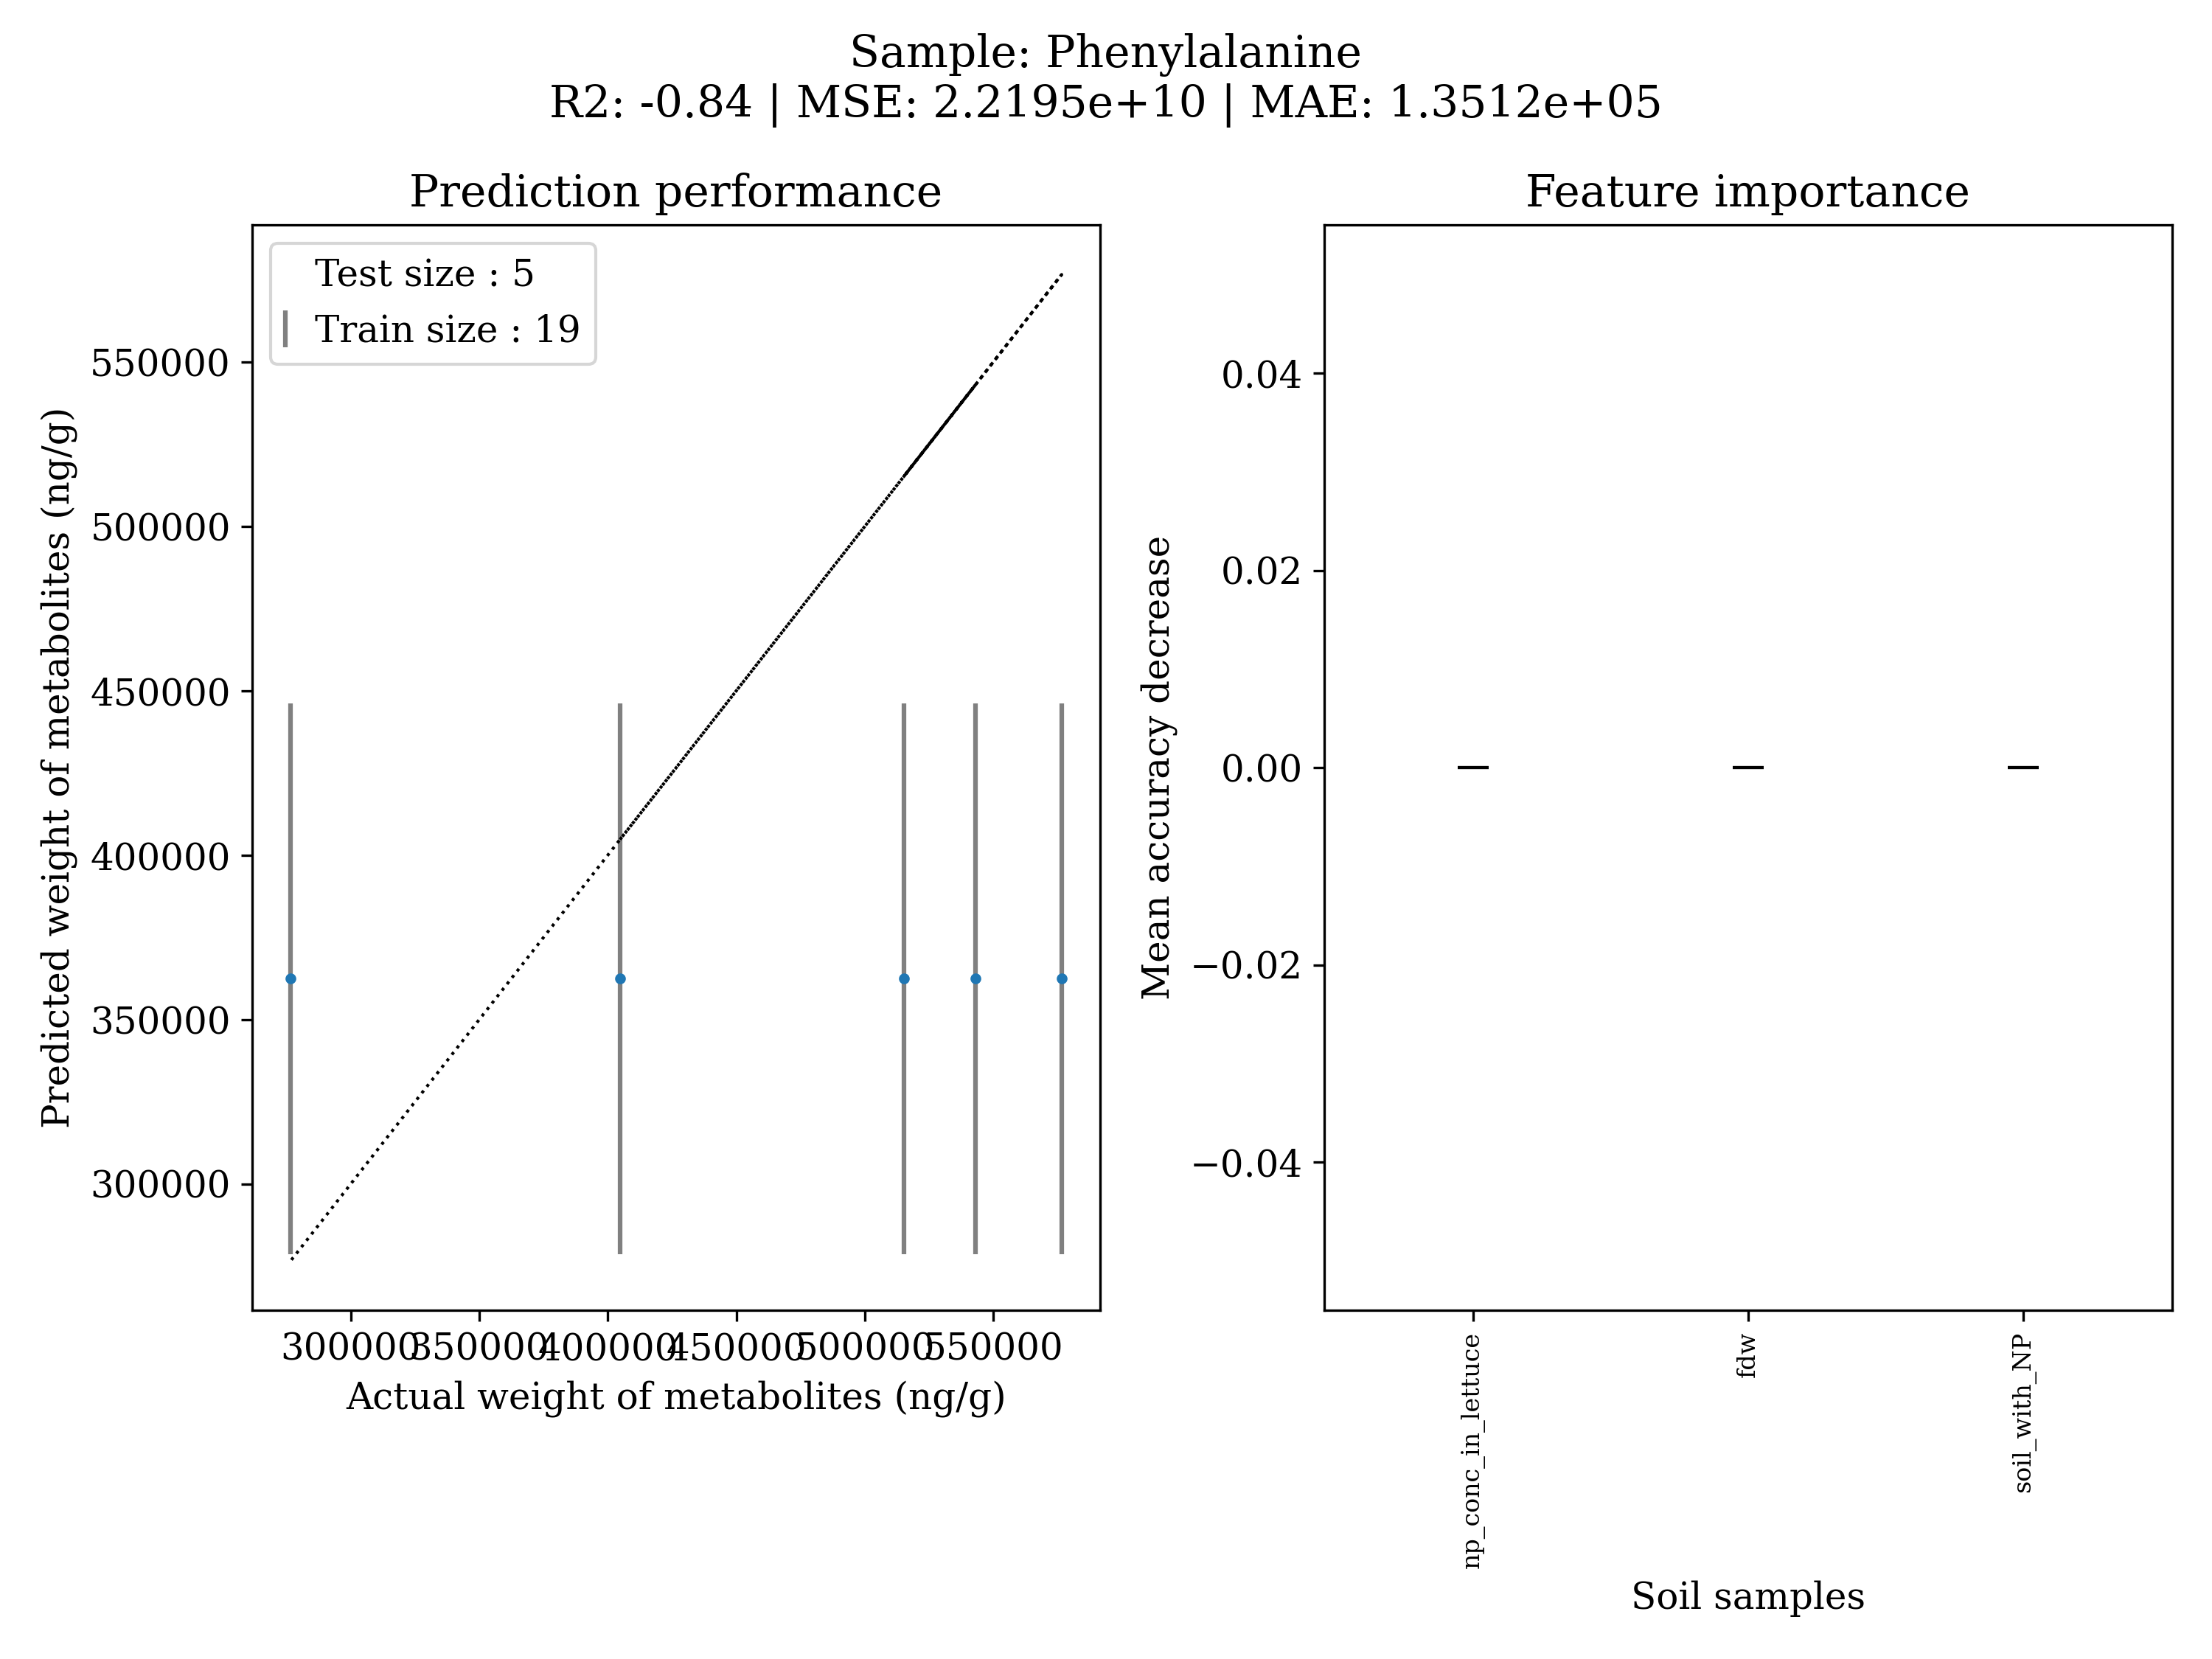 Sample: Phenylalanine
R2: -0.84 | MSE: 2.2195e+10 | MAE: 1.3512e+05
Prediction performance
Test size : 5
Train size : 19
550000
500000
450000
400000
350000
300000
Predicted weight of metabolites (ng/g)
300000
350000
400000
450000
500000
550000
Actual weight of metabolites (ng/g)
Feature importance
0.04
0.02
0.00
−0.02
−0.04
Mean accuracy decrease
np_conc_in_lettuce
fdw
soil_with_NP
Soil samples